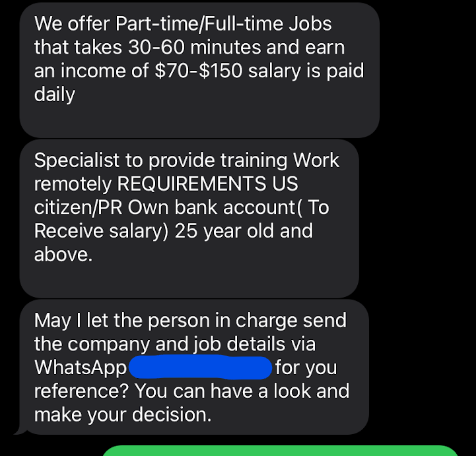 We offer Part-time/Full-time Jobs
that takes 30-60 minutes and earn
an income of $70-$150 salary is paid
daily
Specialist to provide training Work
remotely REQUIREMENTS US
citizen/PR Own bank account( To
Receive salary) 25 year old and
above.
May I let the person in charge send
the company and job details via
WhatsApp for you
reference? You can have a look and
make your decision.